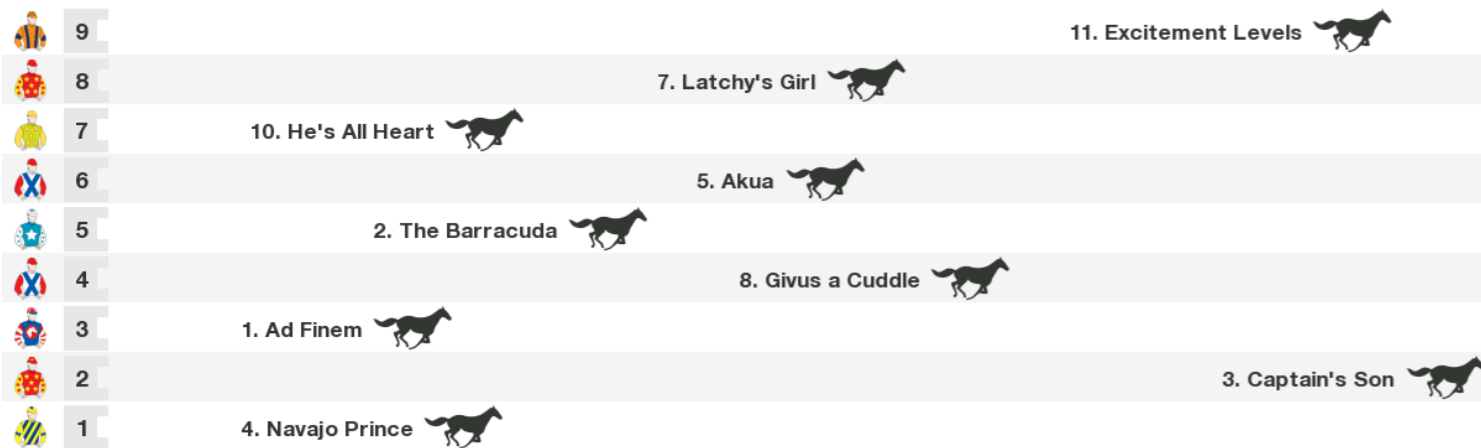 9 11. Excitement Levels
8 7. Latchy's Girl
7 10. He's All Heart
6 5. Akua
5 2. The Barracuda
4 8. Givus a Cuddle
3 1. Ad Finem
2 3. Captain's Son
1 4. Navajo Prince